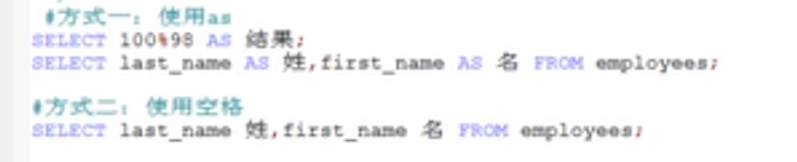 #方式一：使用as
SELECT 100%98 AS 结果;
SELECT last_name AS 姓,first_name AS 名 FROM employees;
#方式二：使用空格
SELECT last_name 姓,first_name 名 FROM employees;